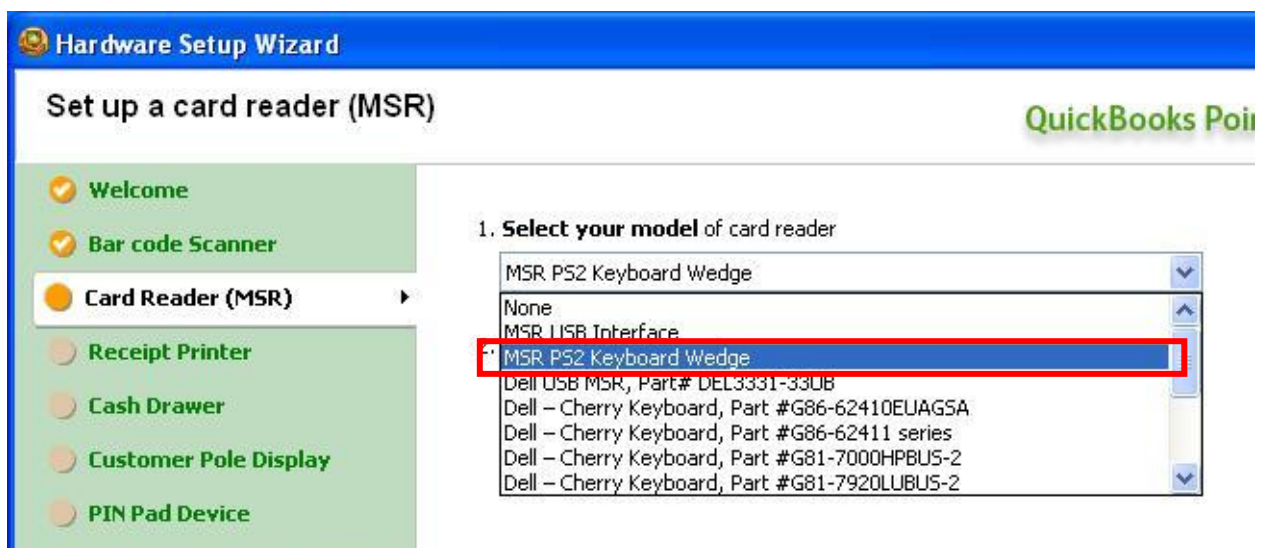 Hardware Setup Wizard
Set up a card reader (MSR)
QuickBooks Poi
Welcome
Bar code Scanner
Card Reader (MSR)
Receipt Printer
Cash Drawer
Customer Pole Display
PIN Pad Device
1. Select your model of card reader
MSR PS2 Keyboard Wedge
None
MSR USB Interface
MSR PS2 Keyboard Wedge
Dell USB MSR, Part# DEL3331-33UB
Dell – Cherry Keyboard, Part #G86-62410EUAGSA
Dell – Cherry Keyboard, Part #G86-62411 series
Dell – Cherry Keyboard, Part #G81-7000HPBUS-2
Dell – Cherry Keyboard, Part #G81-7920LUBUS-2